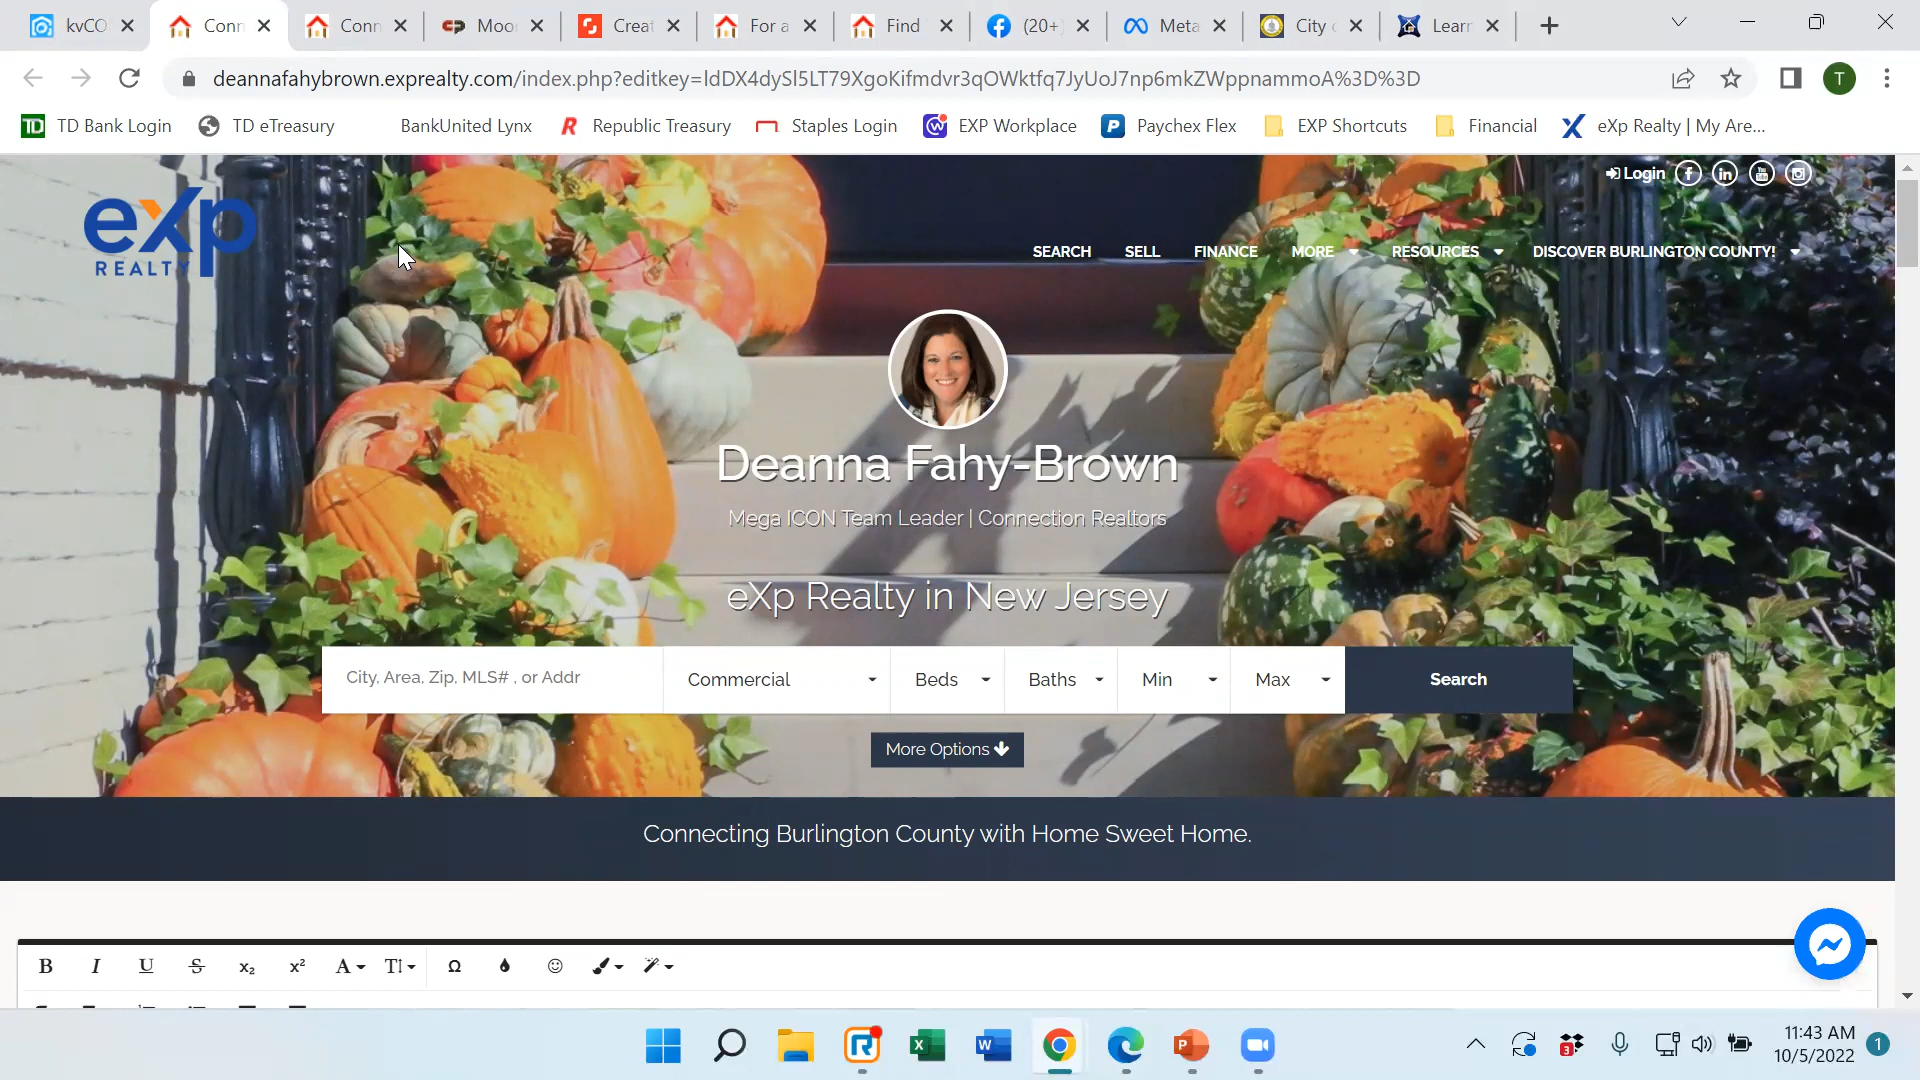 kvCO
Conn
Conn
Moor
Creat
For a
Find
(20+)
Meta
City
Learn
deannafahybrown.exprealty.com/index.php?editkey=ldDX4dySl5LT79XgoKifmdvr3qOWktfq7JyUoJ7np6mkZWppnammoA%3D%3D
T
TD Bank Login
TD eTreasury
BankUnited Lynx
Republic Treasury
Staples Login
EXP Workplace
Paychex Flex
EXP Shortcuts
Financial
eXp Realty | My Are...
Login
eXp
REALTY
SEARCH
SELL
FINANCE
MORE
RESOURCES
DISCOVER BURLINGTON COUNTY!
Deanna Fahy-Brown
Mega ICON Team Leader | Connection Realtors
eXp Realty in New Jersey
City, Area, Zip, MLS# , or Addr
Commercial
Beds
Baths
Min
Max
Search
More Options
Connecting Burlington County with Home Sweet Home.
11:43 AM
10/5/2022
1
3